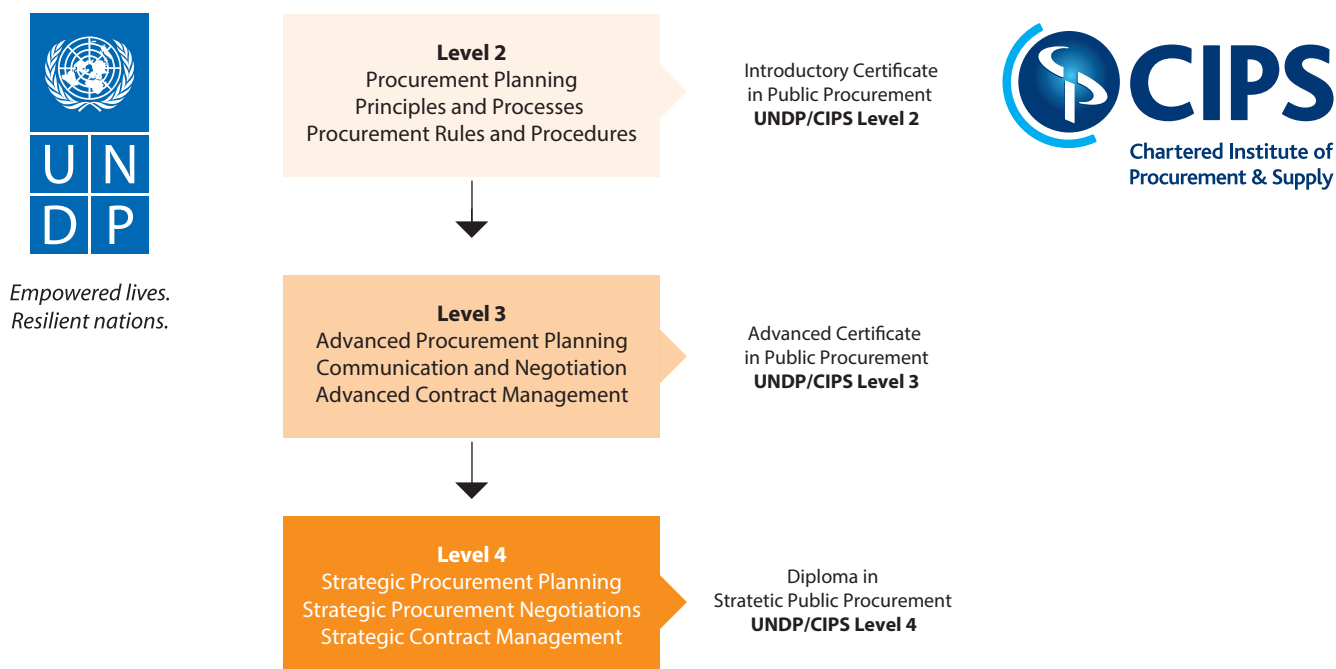 UN
DP
Empowered lives.
Resilient nations.
Level 2
Procurement Planning
Principles and Processes
Procurement Rules and Procedures
Introductory Certificate
in Public Procurement
UNDP/CIPS Level 2
CIPS
Chartered Institute of
Procurement & Supply
Level 3
Advanced Procurement Planning
Communication and Negotiation
Advanced Contract Management
Advanced Certificate
in Public Procurement
UNDP/CIPS Level 3
Level 4
Strategic Procurement Planning
Strategic Procurement Negotiations
Strategic Contract Management
Diploma in
Stratetic Public Procurement
UNDP/CIPS Level 4